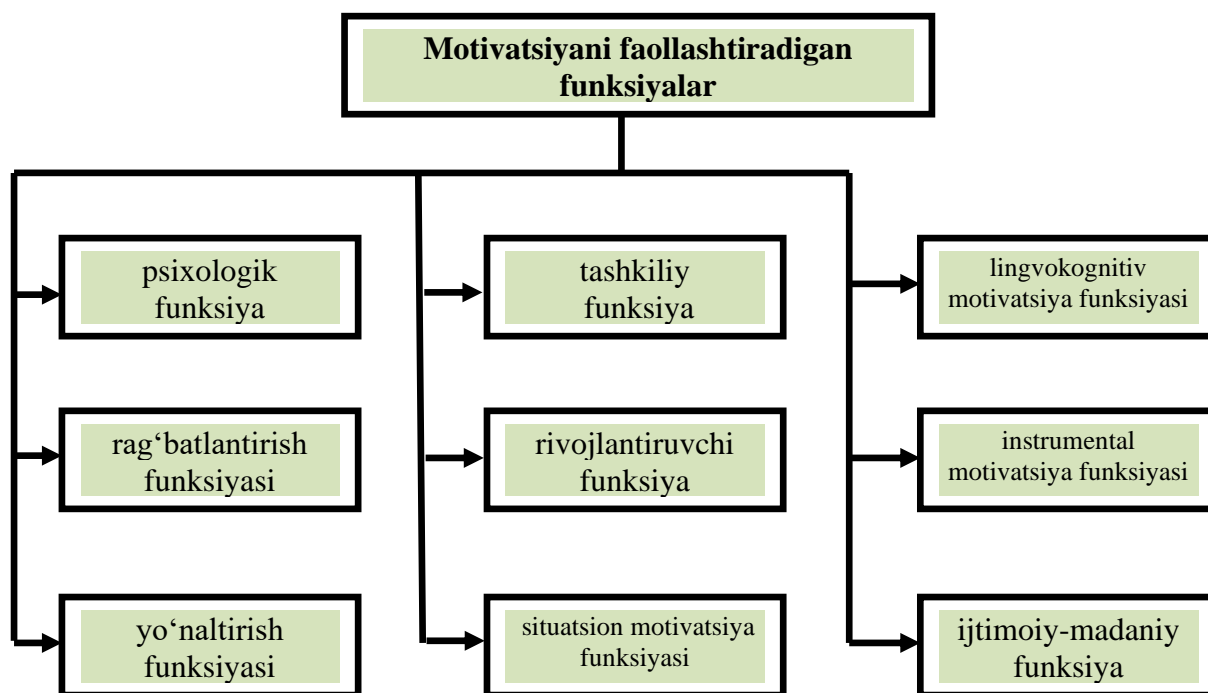 Motivatsiyani faollashtiradigan
funksiyalar
psixologik
funksiya
tashkiliy
funksiya
lingvokognitiv
motivatsiya funksiyasi
rag‘batlantirish
funksiyasi
rivojlantiruvchi
funksiya
instrumental
motivatsiya funksiyasi
yo‘naltirish
funksiyasi
situatsion motivatsiya
funksiyasi
ijtimoiy-madaniy
funksiya